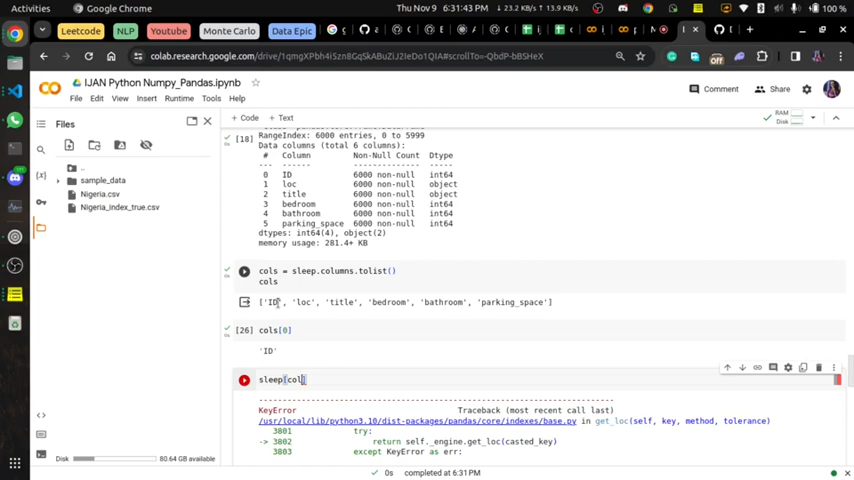 Activities
Google Chrome
Thu Nov 9 6:31:43 PM
↓ 23.2 kB/s ↑ 13.9 kB/s
100 %
Leetcode
NLP
Youtube
Monte Carlo
Data Epic
colab.research.google.com/drive/1qmgXPbh4iSzn8GqSkABuZiJ2IeDo1QIA#scrollTo=-QbdP-bBSHeX
Off
IJAN Python Numpy_Pandas.ipynb
File Edit View Insert Runtime Tools
Comment
Share
+ Code + Text
RAM
Disk
Files
..
sample_data
Nigeria.csv
Nigeria_index_true.csv
[18]
RangeIndex: 6000 entries, 0 to 5999
Data columns (total 6 columns):
# Column Non-Null Count Dtype
--- ------ -------------- -----
0 ID 6000 non-null int64
1 loc 6000 non-null object
2 title 6000 non-null object
3 bedroom 6000 non-null int64
4 bathroom 6000 non-null int64
5 parking_space 6000 non-null int64
dtypes: int64(4), object(2)
memory usage: 281.4+ KB
cols = sleep.columns.tolist()
cols
['ID', 'loc', 'title', 'bedroom', 'bathroom', 'parking_space']
[26] cols[0]
'ID'
sleep[col]
KeyError Traceback (most recent call last)
/usr/local/lib/python3.10/dist-packages/pandas/core/indexes/base.py in get_loc(self, key, method, tolerance)
3801 try:
-> 3802 return self._engine.get_loc(casted_key)
3803 except KeyError as err:
Disk 80.64 GB available
0s completed at 6:31 PM